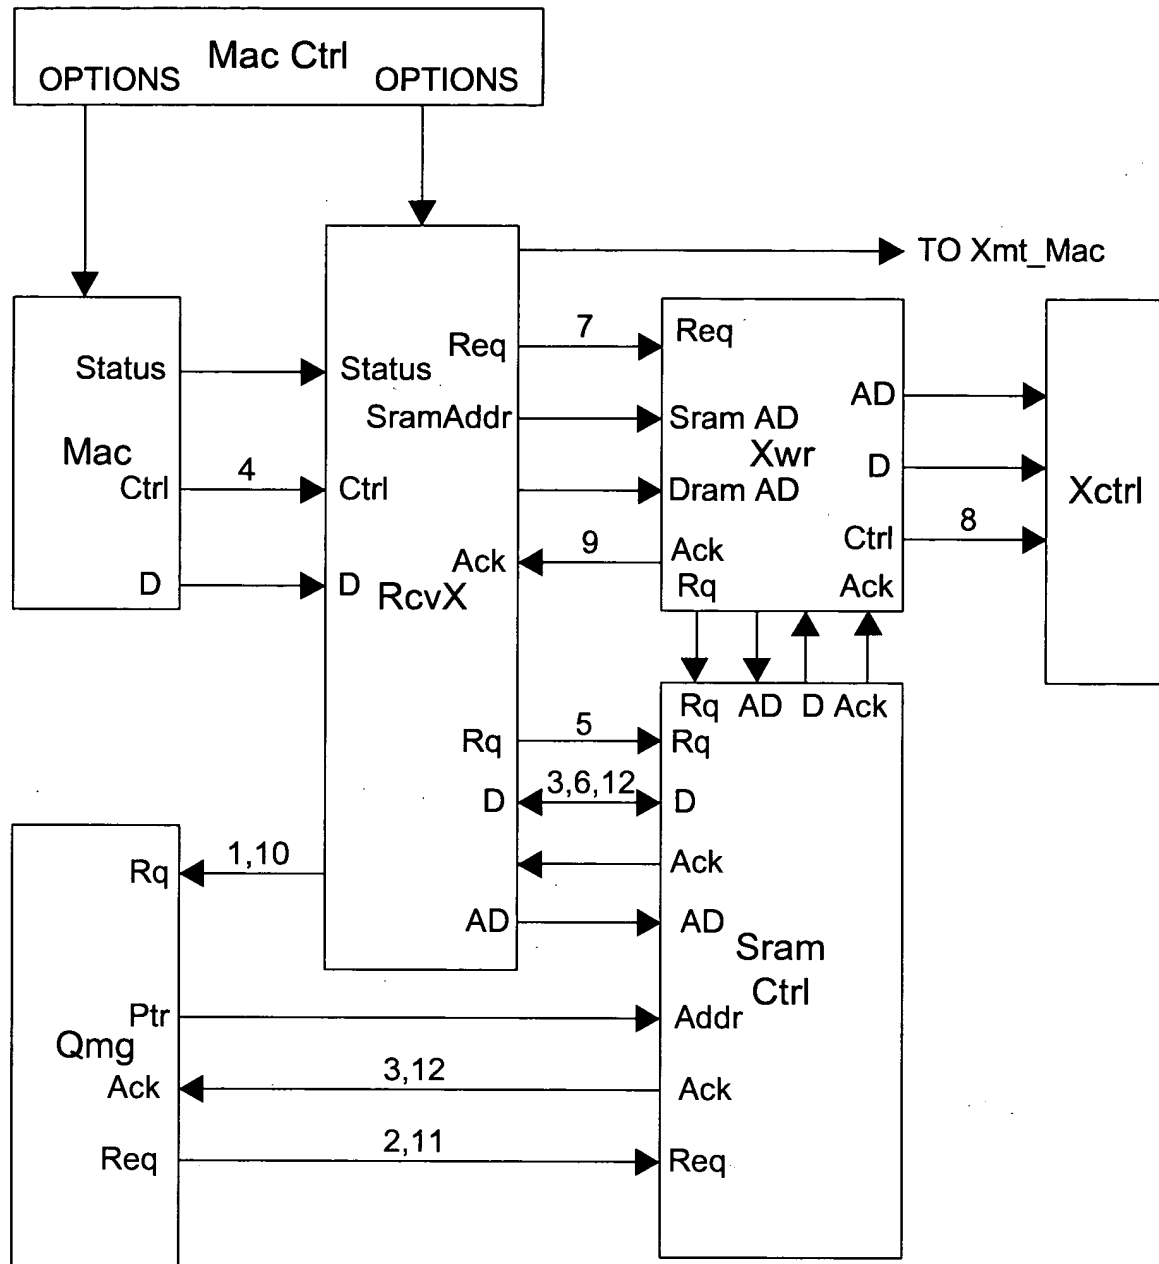 Mac Ctrl
OPTIONS OPTIONS
TO Xmt_Mac
Status
Mac
Ctrl
D
4
Status
Ctrl
D
Req
SramAddr
Ack
RcvX
Rq
D
AD
7
9
Req
Sram AD
Xwr
Dram AD
Ack
Rq
AD
D
Ctrl
Ack
8
Xctrl
5
3,6,12
Rq AD D Ack
Rq
D
Ack
AD
Sram
Ctrl
Addr
Ack
Req
1,10
Rq
Ptr
Qmg
Ack
Req
3,12
2,11